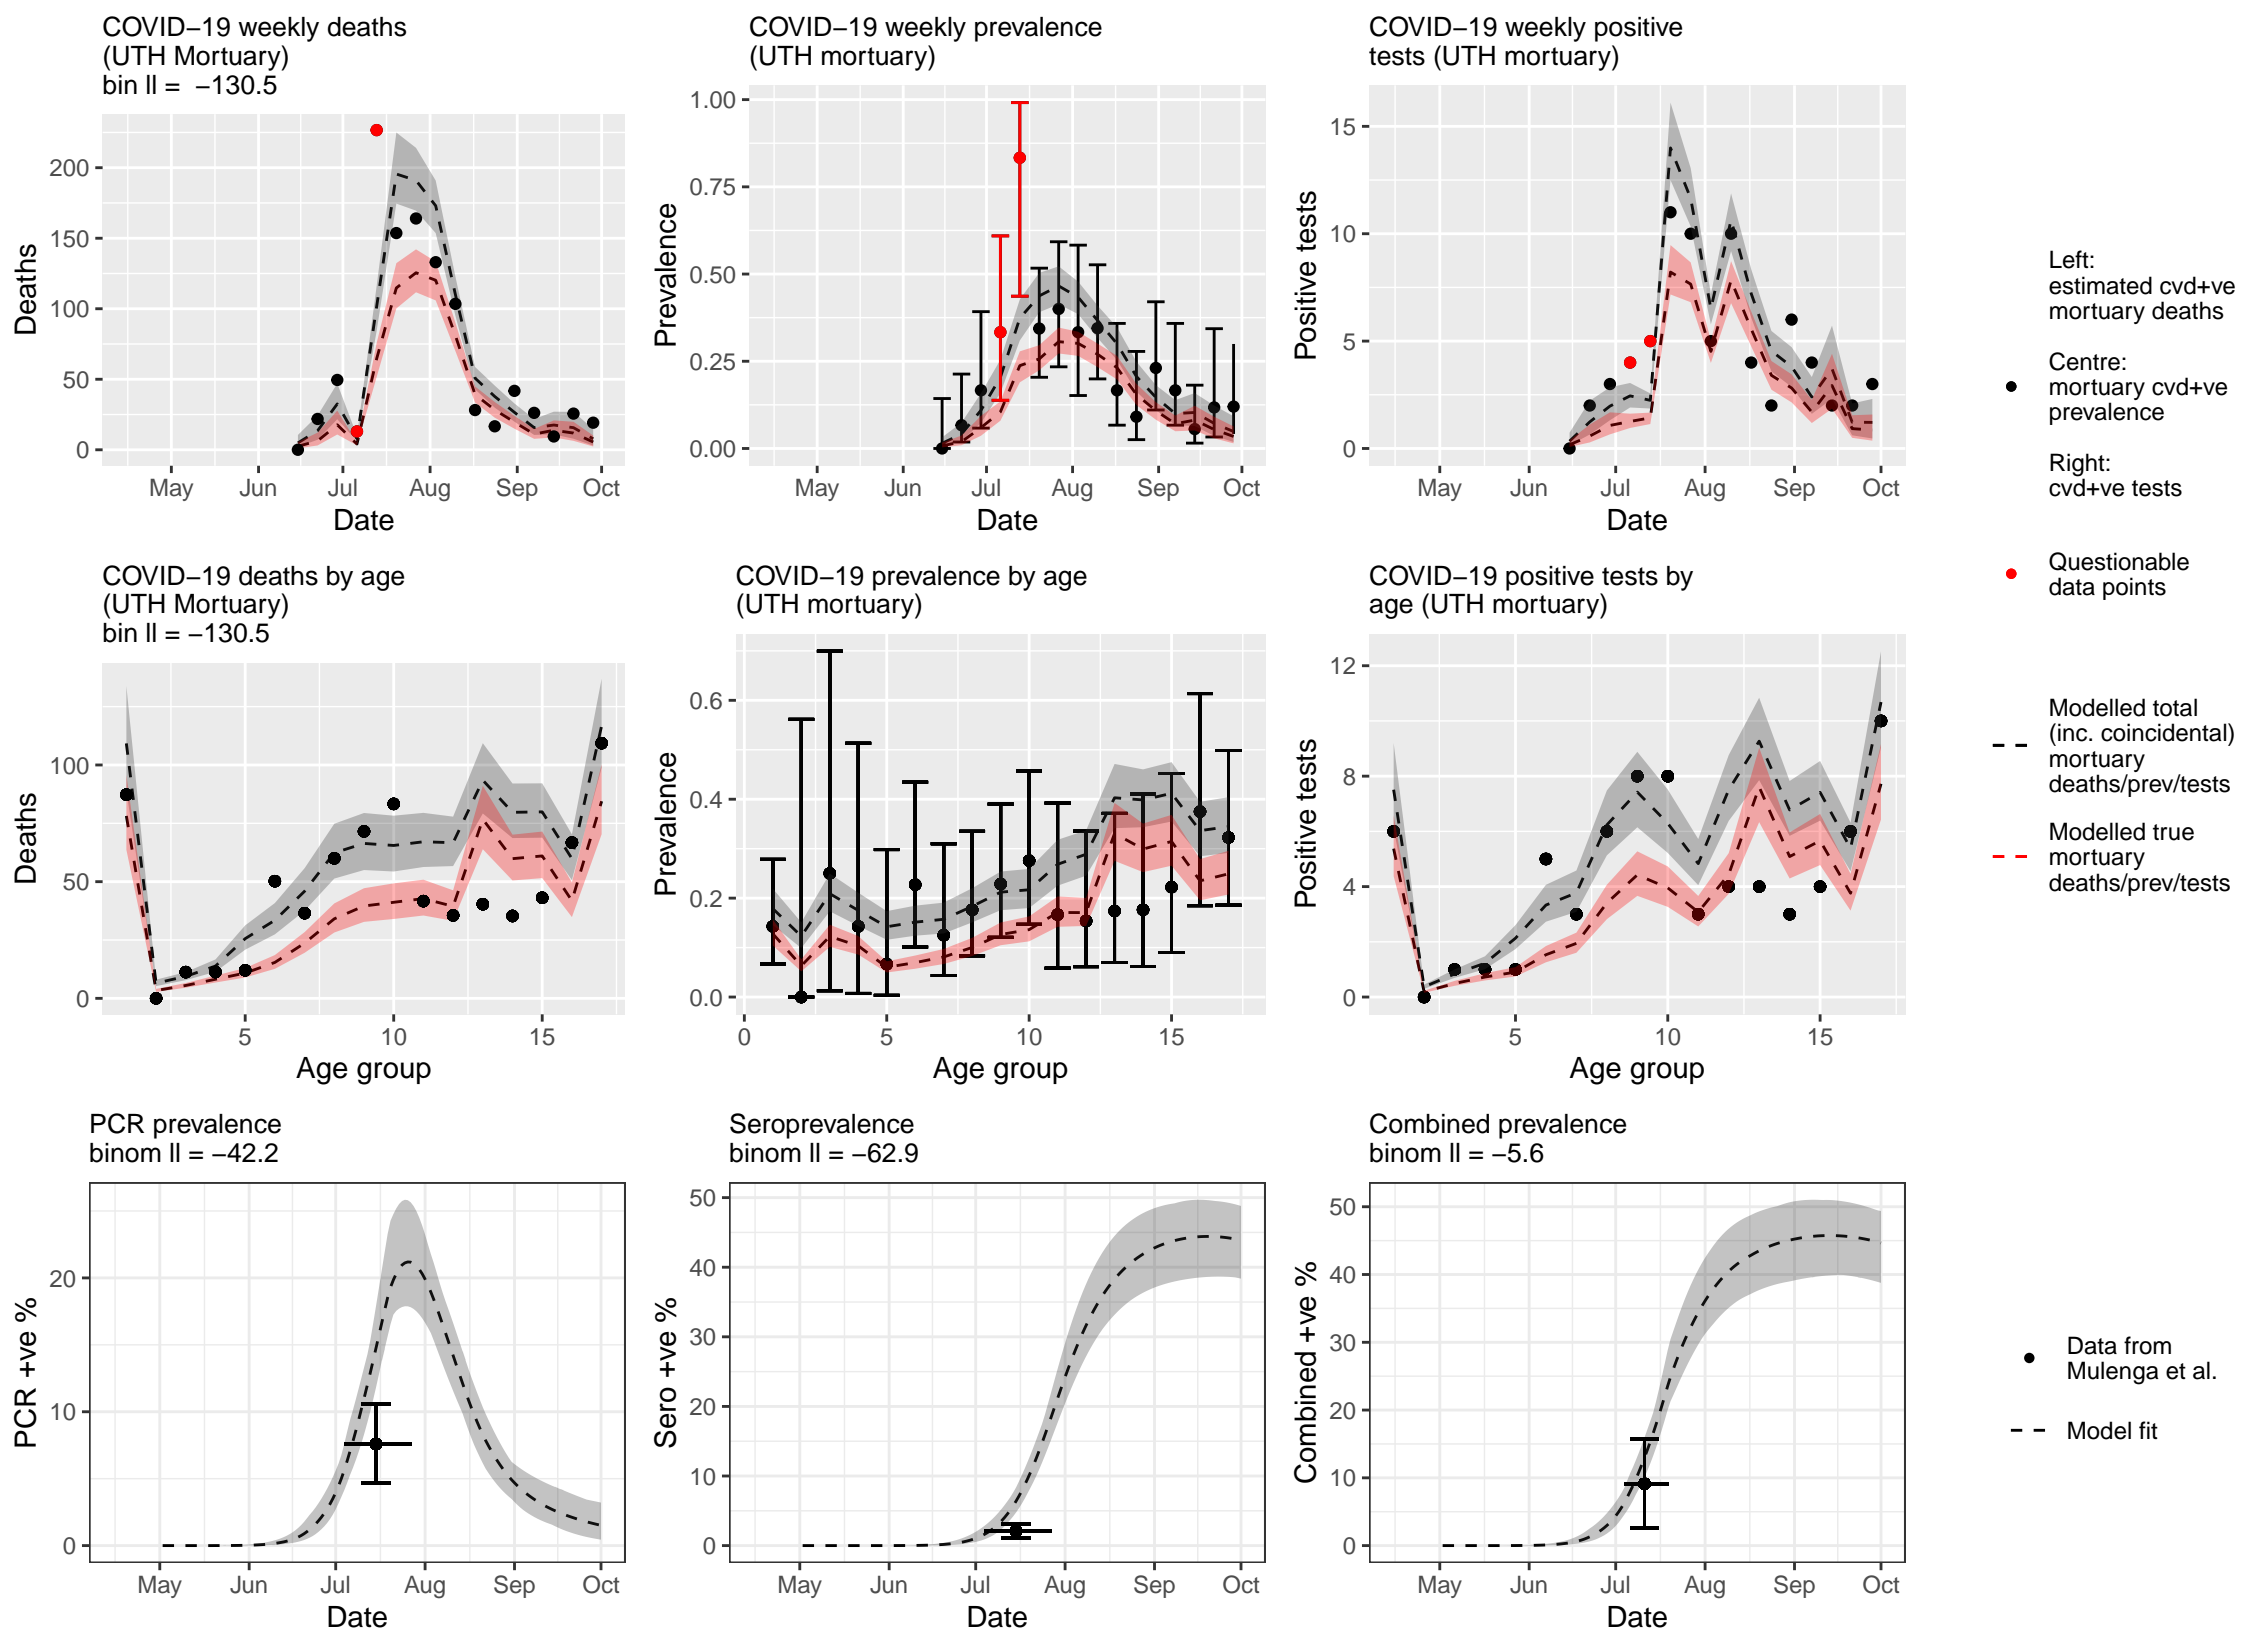 COVID−19 weekly deaths
(UTH Mortuary)
bin ll =  −130.5
200
150
100
50
0
Deaths
May
Jun
Jul
Aug
Sep
Oct
Date
COVID−19 weekly prevalence
(UTH mortuary)
1.00
0.75
0.50
0.25
0.00
Prevalence
May
Jun
Jul
Aug
Sep
Oct
Date
COVID−19 weekly positive
tests (UTH mortuary)
15
10
5
0
Positive tests
May
Jun
Jul
Aug
Sep
Oct
Date
Left:
estimated cvd+ve
mortuary deaths
Centre:
mortuary cvd+ve
prevalence
Right:
cvd+ve tests
Questionable
data points
COVID−19 deaths by age
(UTH Mortuary)
bin ll = −130.5
100
50
0
Deaths
5
10
15
Age group
COVID−19 prevalence by age
(UTH mortuary)
0.6
0.4
0.2
0.0
Prevalence
0
5
10
15
Age group
COVID−19 positive tests by
age (UTH mortuary)
12
8
4
0
Positive tests
5
10
15
Age group
Modelled total
(inc. coincidental)
mortuary
deaths/prev/tests
Modelled true
mortuary
deaths/prev/tests
PCR prevalence
binom ll = −42.2
20
10
0
PCR +ve %
May
Jun
Jul
Aug
Sep
Oct
Date
Seroprevalence
binom ll = −62.9
50
40
30
20
10
0
Sero +ve %
May
Jun
Jul
Aug
Sep
Oct
Date
Combined prevalence
binom ll = −5.6
50
40
30
20
10
0
Combined +ve %
May
Jun
Jul
Aug
Sep
Oct
Date
Data from
Mulenga et al.
Model fit